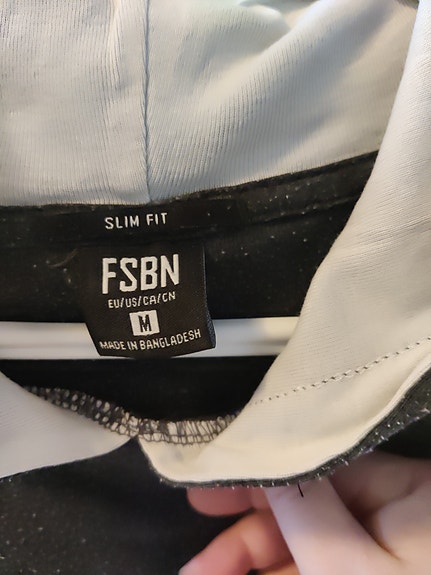 SLIM FIT
FSBN
EU/US/CA/CN
M
MADE IN BANGLADESH